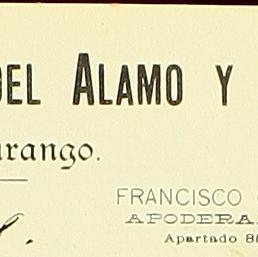 DEL ALAMO Y
urango.
FRANCISCO
APODERA
Apartado 8